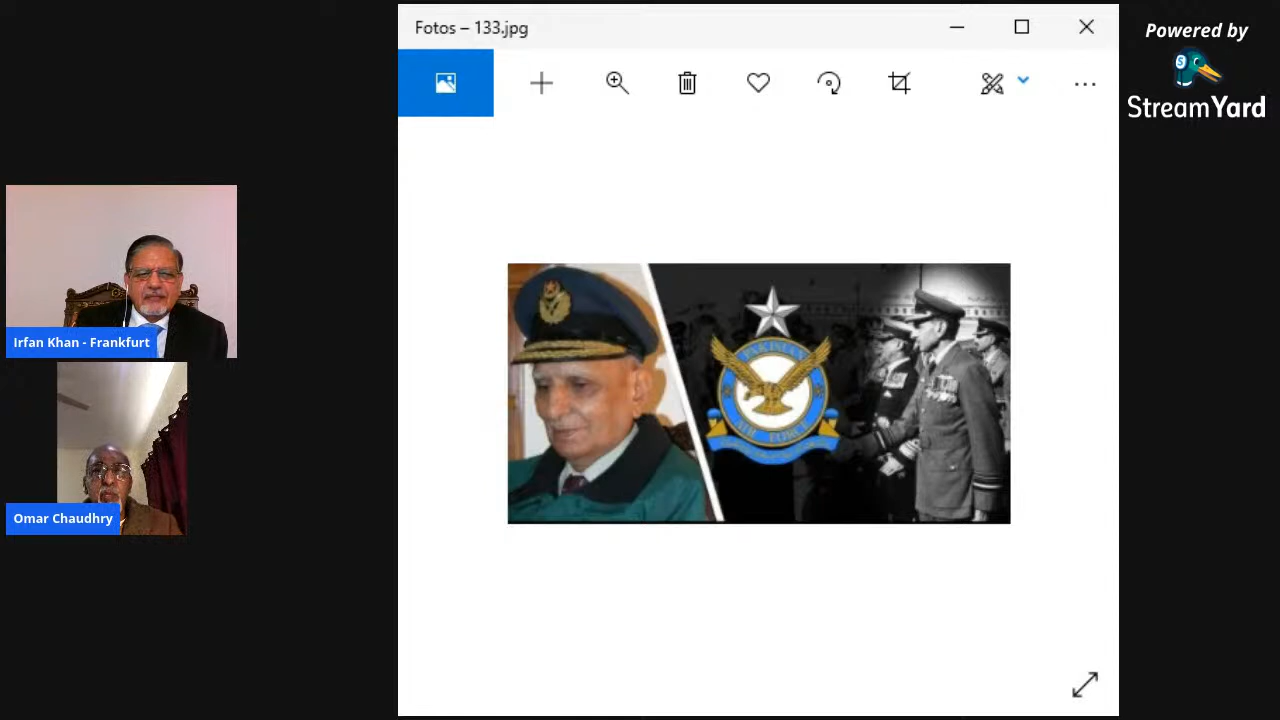 Fotos – 133.jpg
Powered by
StreamYard
Irfan Khan - Frankfurt
Omar Chaudhry
PAKISTAN
AIR FORCE